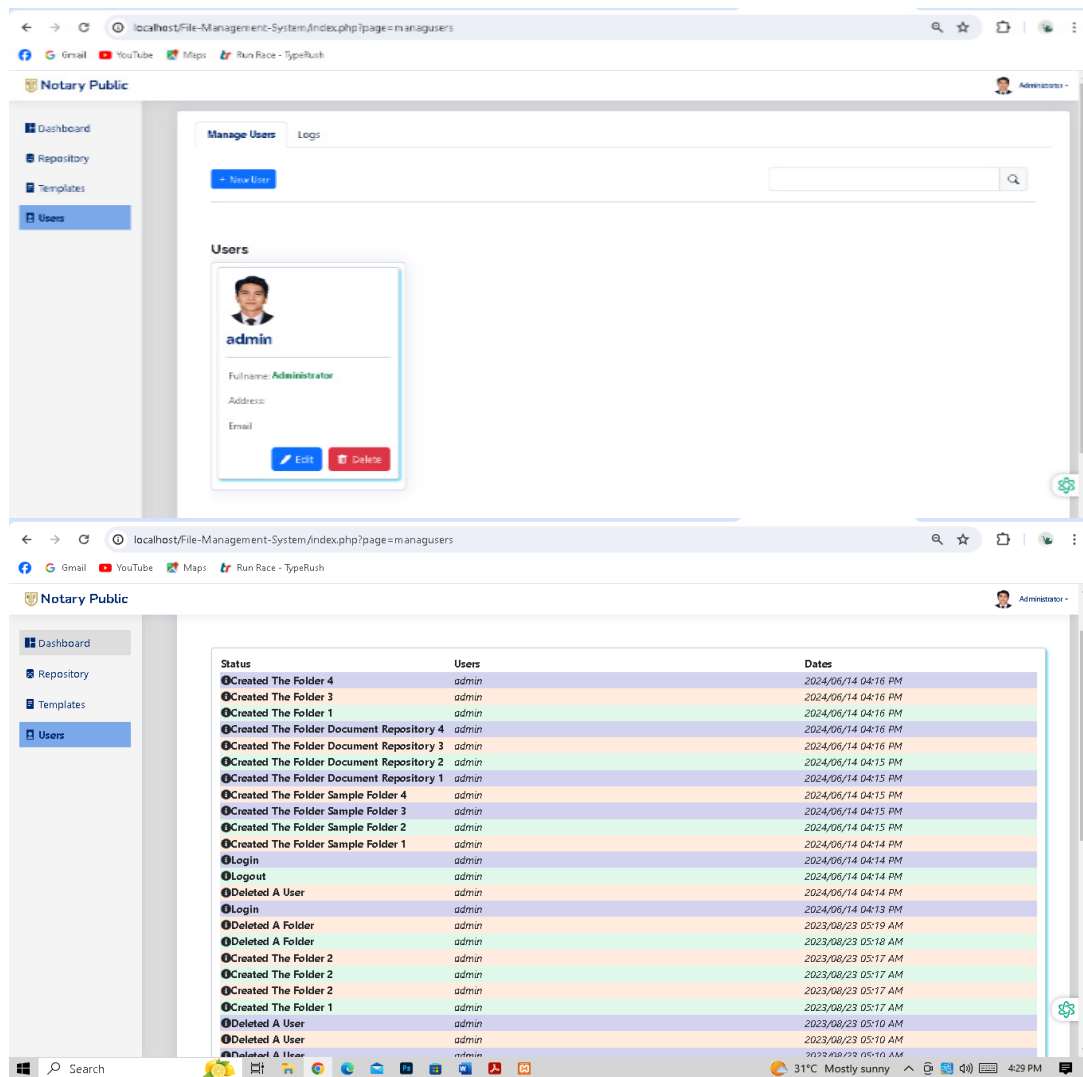 localhost/File-Management-System/index.php?page=managusers
Gmail YouTube Maps Run Race - TypeRush
Notary Public Administrator
Dashboard
Repository
Templates
Users
Manage Users Logs
+ New User
Users
admin
Fullname: Administrator
Address:
Email
Edit Delete
localhost/File-Management-System/index.php?page=managusers
Gmail YouTube Maps Run Race - TypeRush
Notary Public Administrator
Dashboard
Repository
Templates
Users
Status Users Dates
Created The Folder 4 admin 2024/06/14 04:16 PM
Created The Folder 3 admin 2024/06/14 04:16 PM
Created The Folder 1 admin 2024/06/14 04:16 PM
Created The Folder Document Repository 4 admin 2024/06/14 04:16 PM
Created The Folder Document Repository 3 admin 2024/06/14 04:16 PM
Created The Folder Document Repository 2 admin 2024/06/14 04:15 PM
Created The Folder Document Repository 1 admin 2024/06/14 04:15 PM
Created The Folder Sample Folder 4 admin 2024/06/14 04:15 PM
Created The Folder Sample Folder 3 admin 2024/06/14 04:15 PM
Created The Folder Sample Folder 2 admin 2024/06/14 04:15 PM
Created The Folder Sample Folder 1 admin 2024/06/14 04:14 PM
Login admin 2024/06/14 04:14 PM
Logout admin 2024/06/14 04:14 PM
Deleted A User admin 2024/06/14 04:14 PM
Login admin 2024/06/14 04:13 PM
Deleted A Folder admin 2023/08/23 05:19 AM
Deleted A Folder admin 2023/08/23 05:18 AM
Created The Folder 2 admin 2023/08/23 05:17 AM
Created The Folder 2 admin 2023/08/23 05:17 AM
Created The Folder 2 admin 2023/08/23 05:17 AM
Created The Folder 1 admin 2023/08/23 05:17 AM
Deleted A User admin 2023/08/23 05:10 AM
Deleted A User admin 2023/08/23 05:10 AM
Deleted A User admin 2023/08/23 05:10 AM
Search 31°C Mostly sunny 4:29 PM